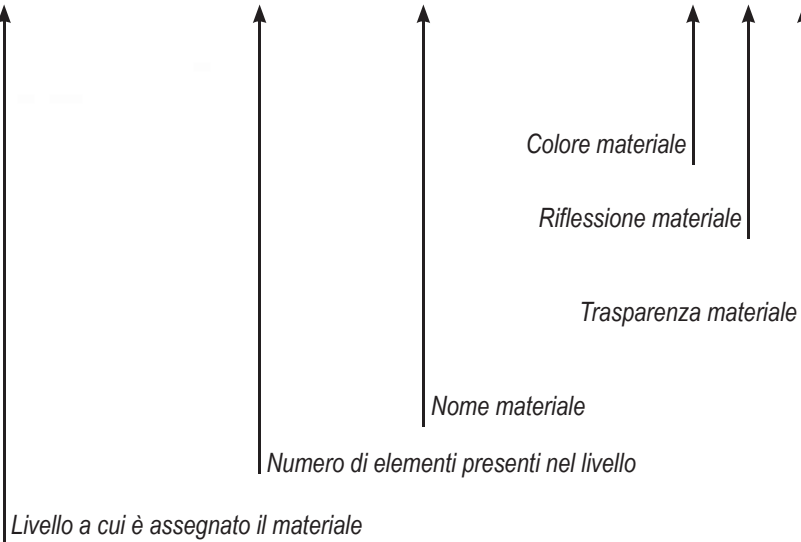 Colore materiale
Riflessione materiale
Trasparenza materiale
Nome materiale
Numero di elementi presenti nel livello
Livello a cui è assegnato il materiale